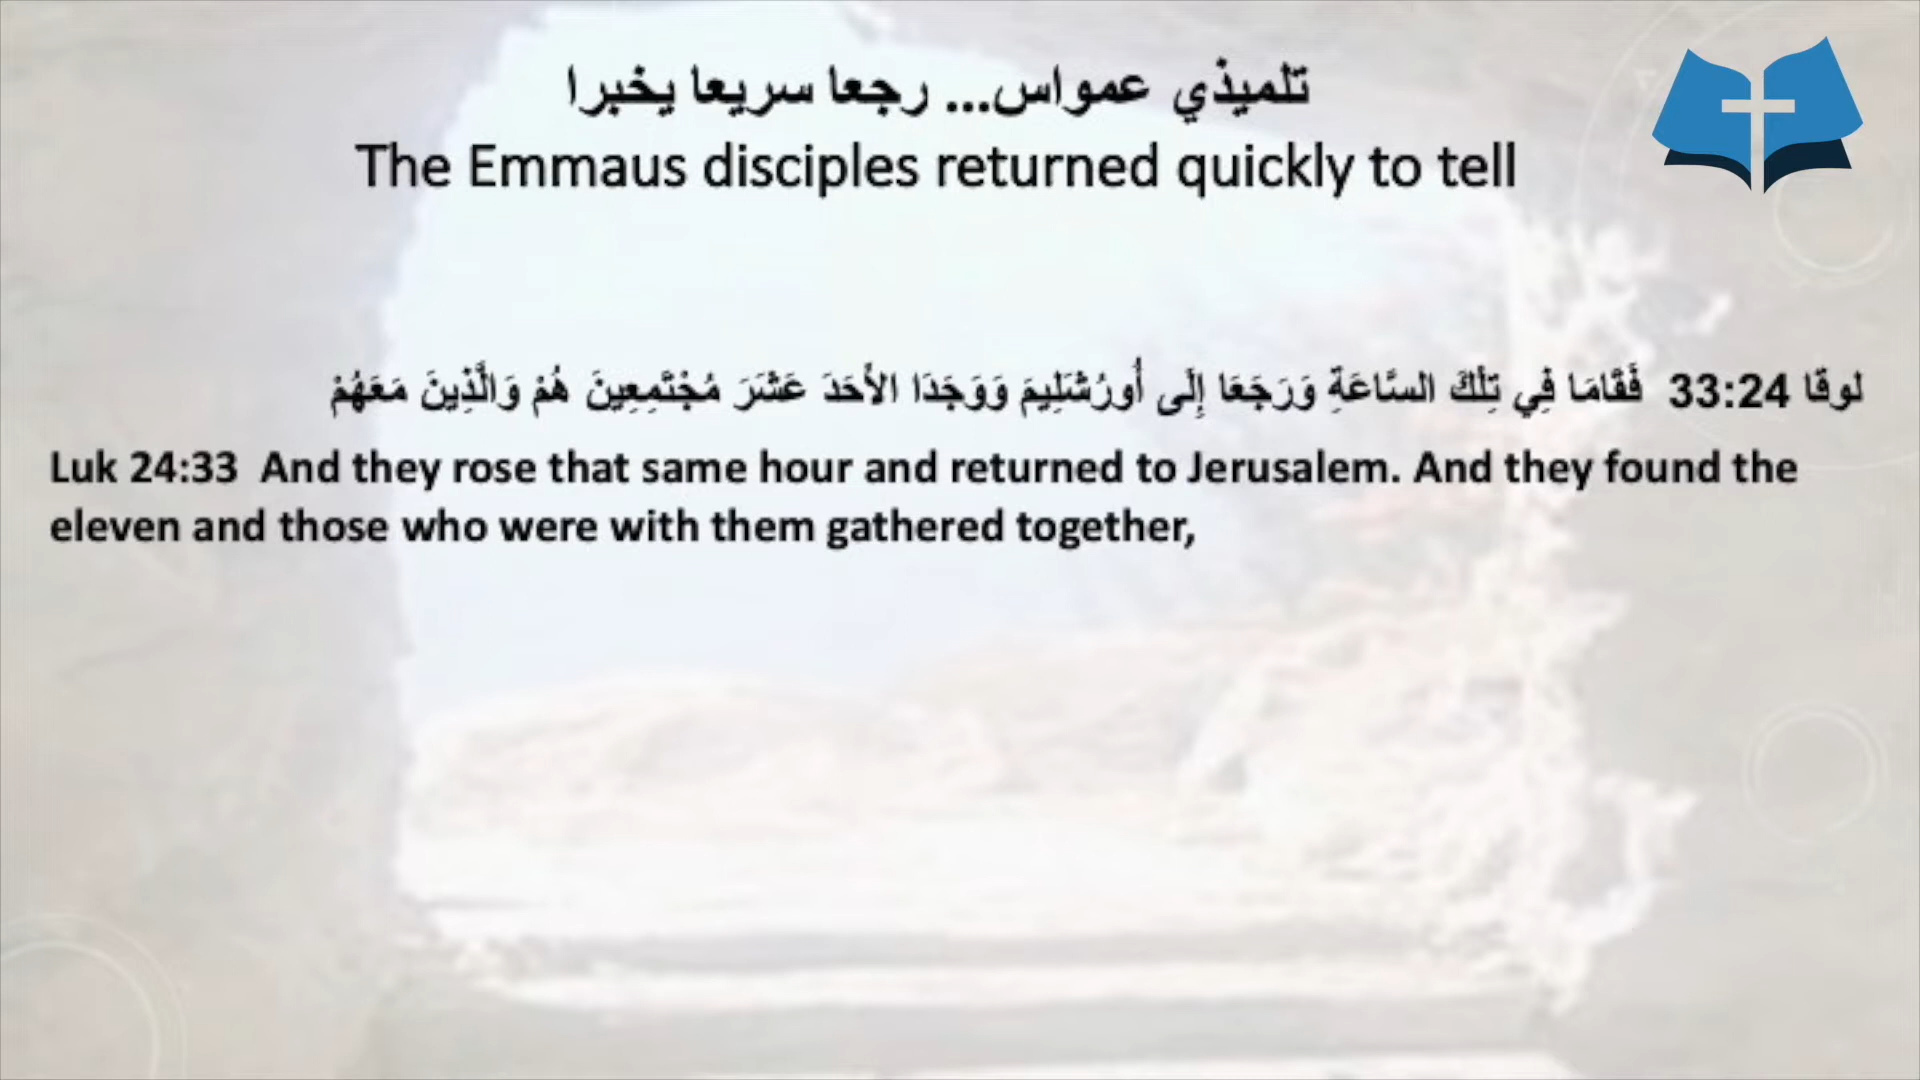 تلميذي عمواس... رجعا سريعا يخبرا
The Emmaus disciples returned quickly to tell
لوقا 33:24 فَقَامَا فِي تِلْكَ السَّاعَةِ وَرَجَعَا إِلَى أُورُشَلِيمَ وَوَجَدَا الأَحَدَ عَشَرَ مُجْتَمِعِينَ هُمْ وَالَّذِينَ مَعَهُمْ
Luk 24:33 And they rose that same hour and returned to Jerusalem. And they found the
eleven and those who were with them gathered together,